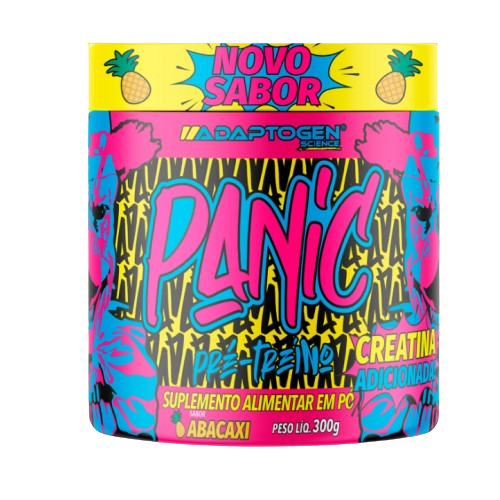 NOVO
SABOR
ADAPTOGEN®
SCIENCE
PANIC
PRÉ-TREINO
CREATINA
ADICIONADA!
SUPLEMENTO ALIMENTAR EM PÓ
SABOR
ABACAXI
PESO LÍQ. 300g